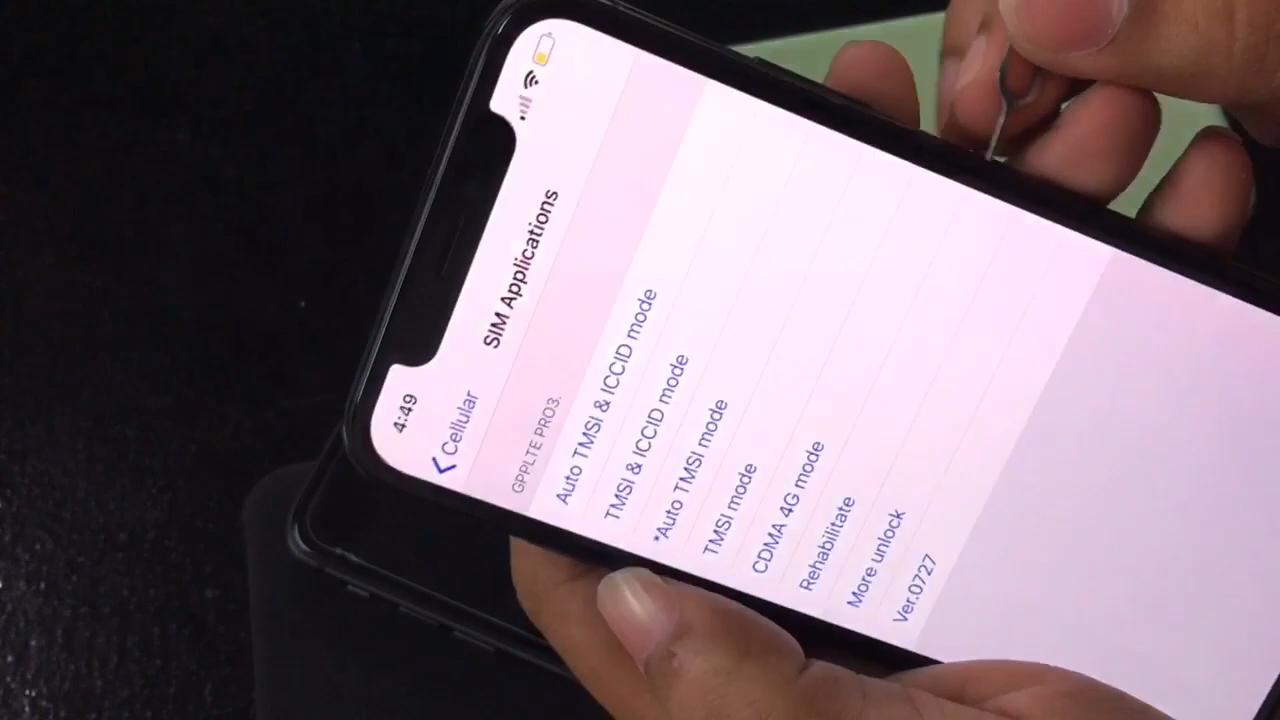 4:49
Cellular
SIM Applications
GPPLTE PRO3.
Auto TMSI & ICCID mode
TMSI & ICCID mode
*Auto TMSI mode
TMSI mode
CDMA 4G mode
Rehabilitate
More unlock
Ver.0727